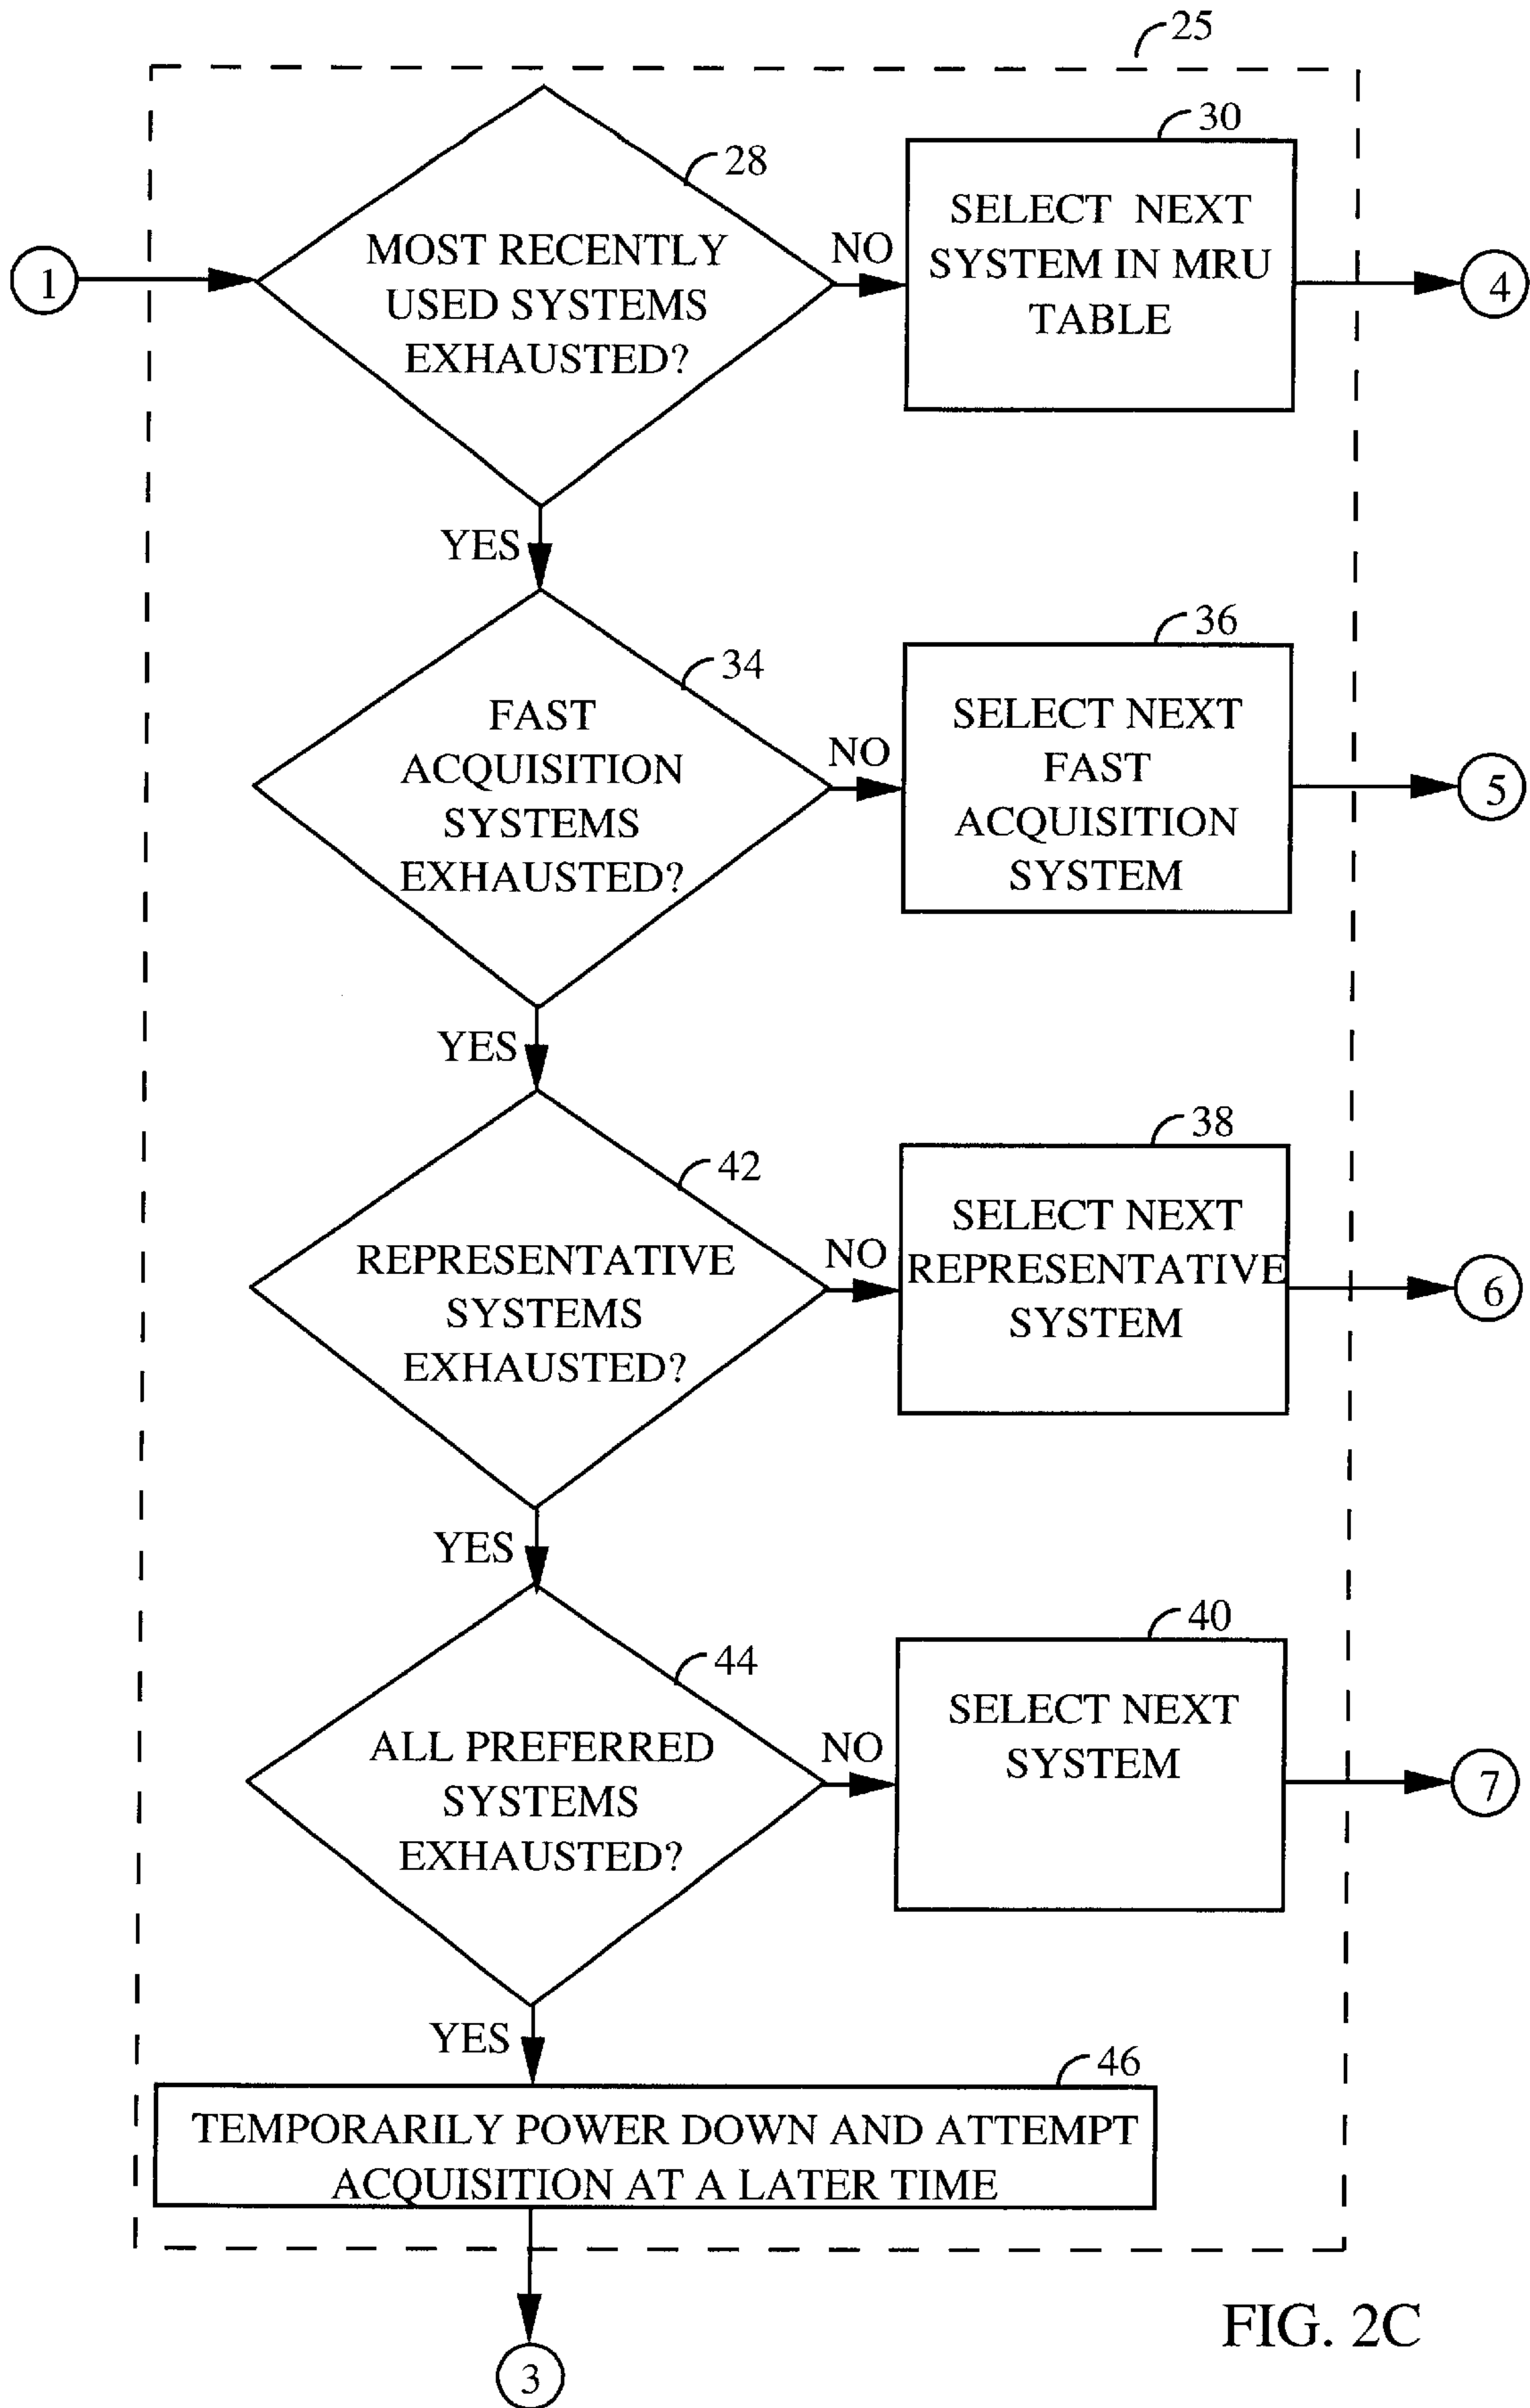 25
28
30
MOST RECENTLY
USED SYSTEMS
EXHAUSTED?
NO
SELECT NEXT
SYSTEM IN MRU
TABLE
1
4
YES
34
36
FAST
ACQUISITION
SYSTEMS
EXHAUSTED?
NO
SELECT NEXT
FAST
ACQUISITION
SYSTEM
5
YES
42
38
REPRESENTATIVE
SYSTEMS
EXHAUSTED?
NO
SELECT NEXT
REPRESENTATIVE
SYSTEM
6
YES
44
40
ALL PREFERRED
SYSTEMS
EXHAUSTED?
NO
SELECT NEXT
SYSTEM
7
YES
46
TEMPORARILY POWER DOWN AND ATTEMPT
ACQUISITION AT A LATER TIME
3
FIG. 2C